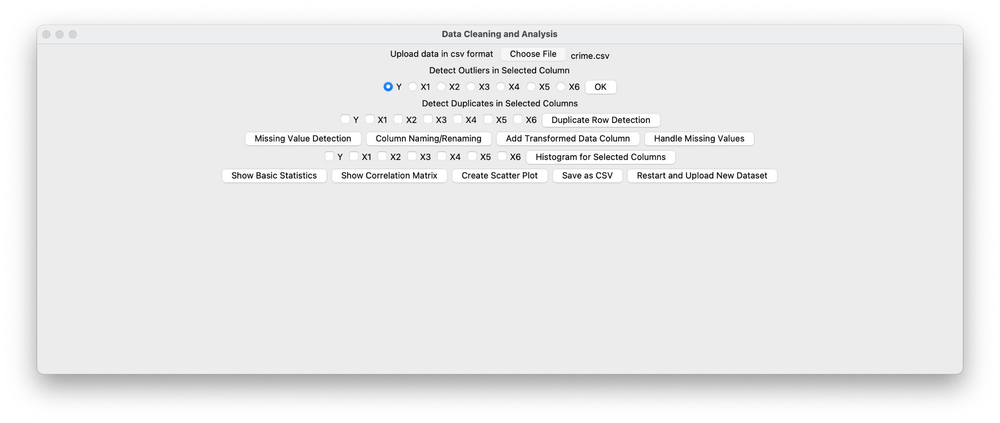 Data Cleaning and Analysis
Upload data in csv format Choose File crime.csv
Detect Outliers in Selected Column
Y X1 X2 X3 X4 X5 X6 OK
Detect Duplicates in Selected Columns
Y X1 X2 X3 X4 X5 X6 Duplicate Row Detection
Missing Value Detection Column Naming/Renaming Add Transformed Data Column Handle Missing Values
Y X1 X2 X3 X4 X5 X6 Histogram for Selected Columns
Show Basic Statistics Show Correlation Matrix Create Scatter Plot Save as CSV Restart and Upload New Dataset